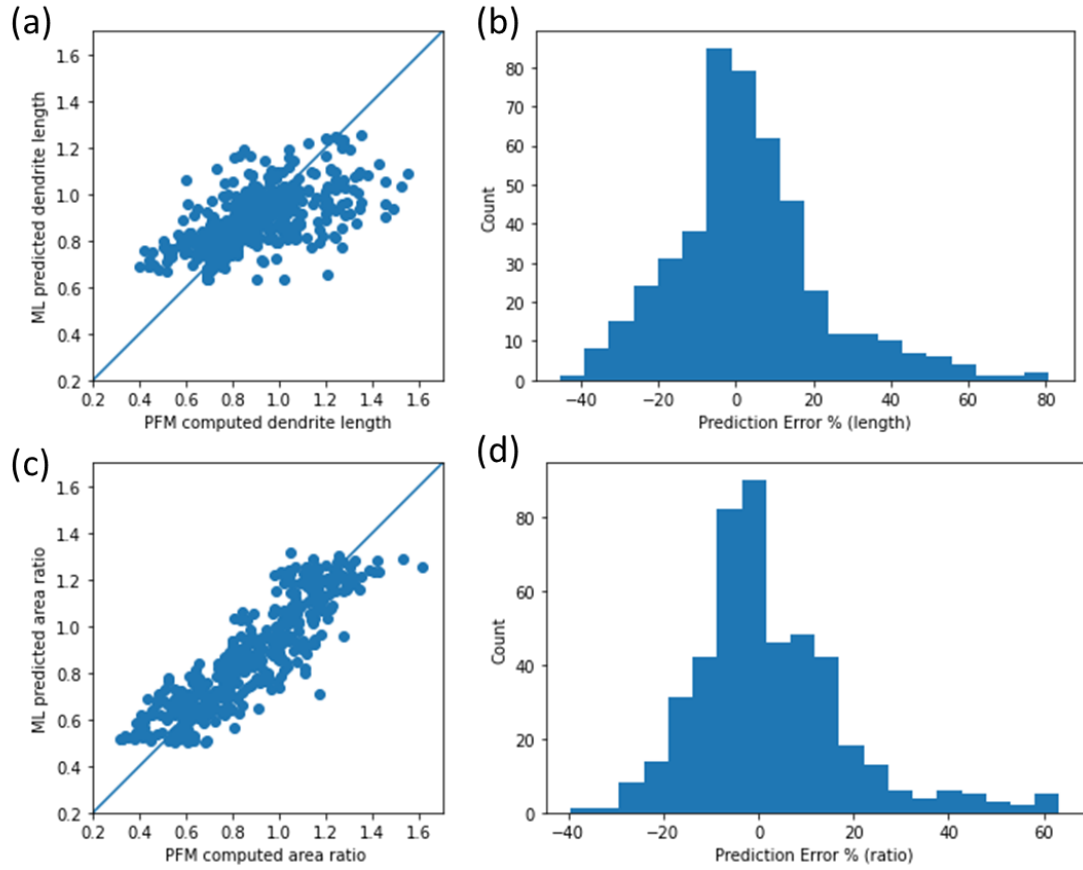 (a)
1.6
1.4
1.2
1.0
0.8
0.6
0.4
0.2
ML predicted dendrite length
0.2 0.4 0.6 0.8 1.0 1.2 1.4 1.6
PFM computed dendrite length
(b)
80
70
60
50
40
30
20
10
0
Count
−40 −20 0 20 40 60 80
Prediction Error % (length)
(c)
1.6
1.4
1.2
1.0
0.8
0.6
0.4
0.2
ML predicted area ratio
0.2 0.4 0.6 0.8 1.0 1.2 1.4 1.6
PFM computed area ratio
(d)
80
60
40
20
0
Count
−40 −20 0 20 40 60
Prediction Error % (ratio)